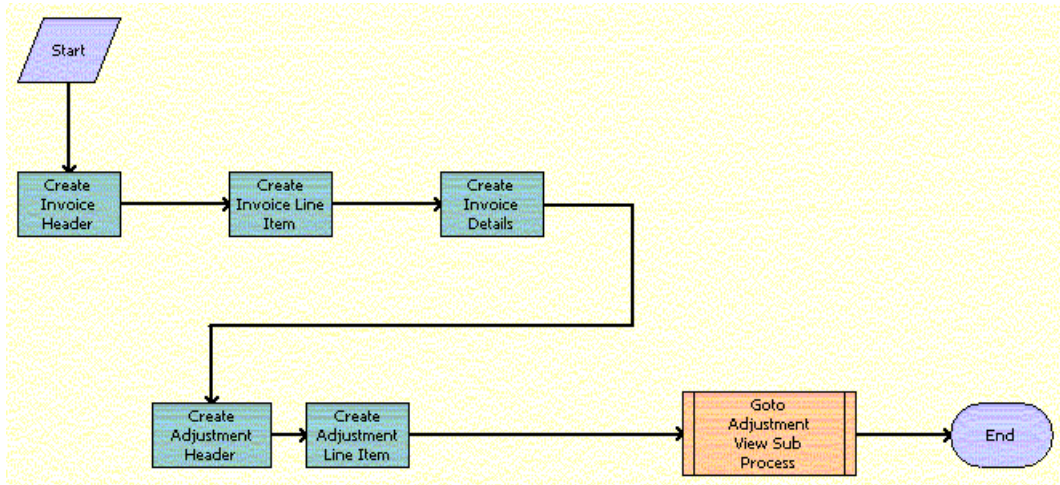 Start
Create
Invoice
Header
Create
Invoice Line
Item
Create
Invoice
Details
Create
Adjustment
Header
Create
Adjustment
Line Item
Goto
Adjustment
View Sub
Process
End